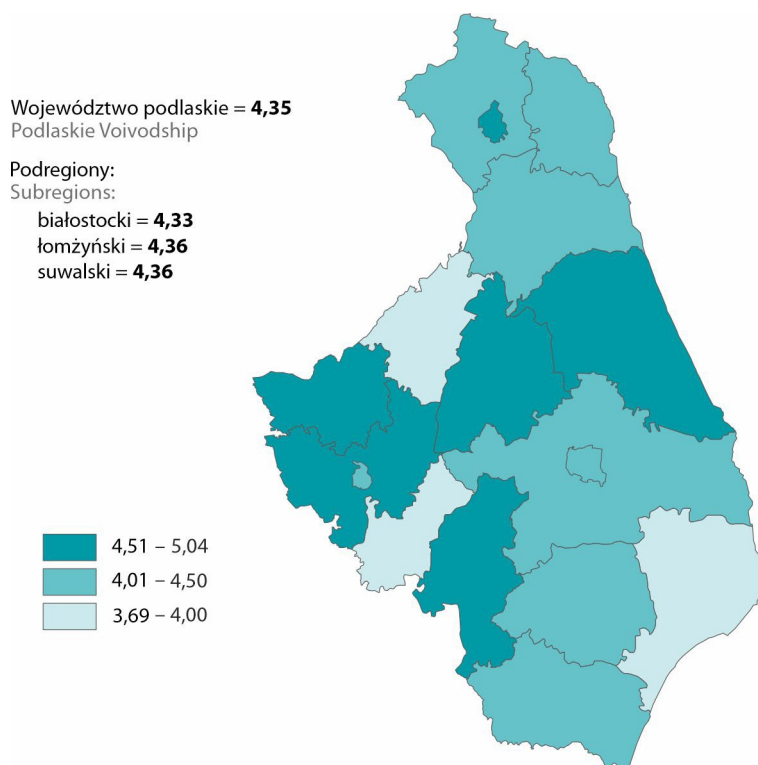 Województwo podlaskie = 4,35
Podlaskie Voivodship
Podregiony:
Subregions:
białostocki = 4,33
łomżyński = 4,36
suwalski = 4,36
4,51 – 5,04
4,01 – 4,50
3,69 – 4,00